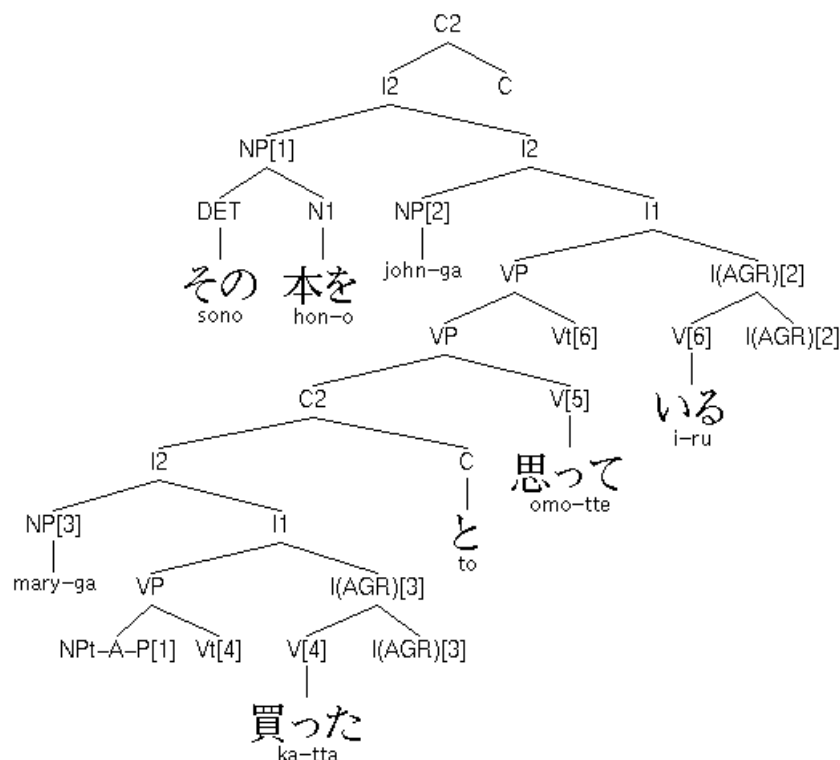 C2
I2 C
NP[1] I2
DET N1 NP[2] I1
その 本を john-ga VP I(AGR)[2]
sono hon-o
VP Vt[6] V[6] I(AGR)[2]
C2 V[5] いる
i-ru
I2 C 思って
omo-tte
NP[3] I1 と
to
mary-ga VP I(AGR)[3]
NPt-A-P[1] Vt[4] V[4] I(AGR)[3]
買った
ka-tta